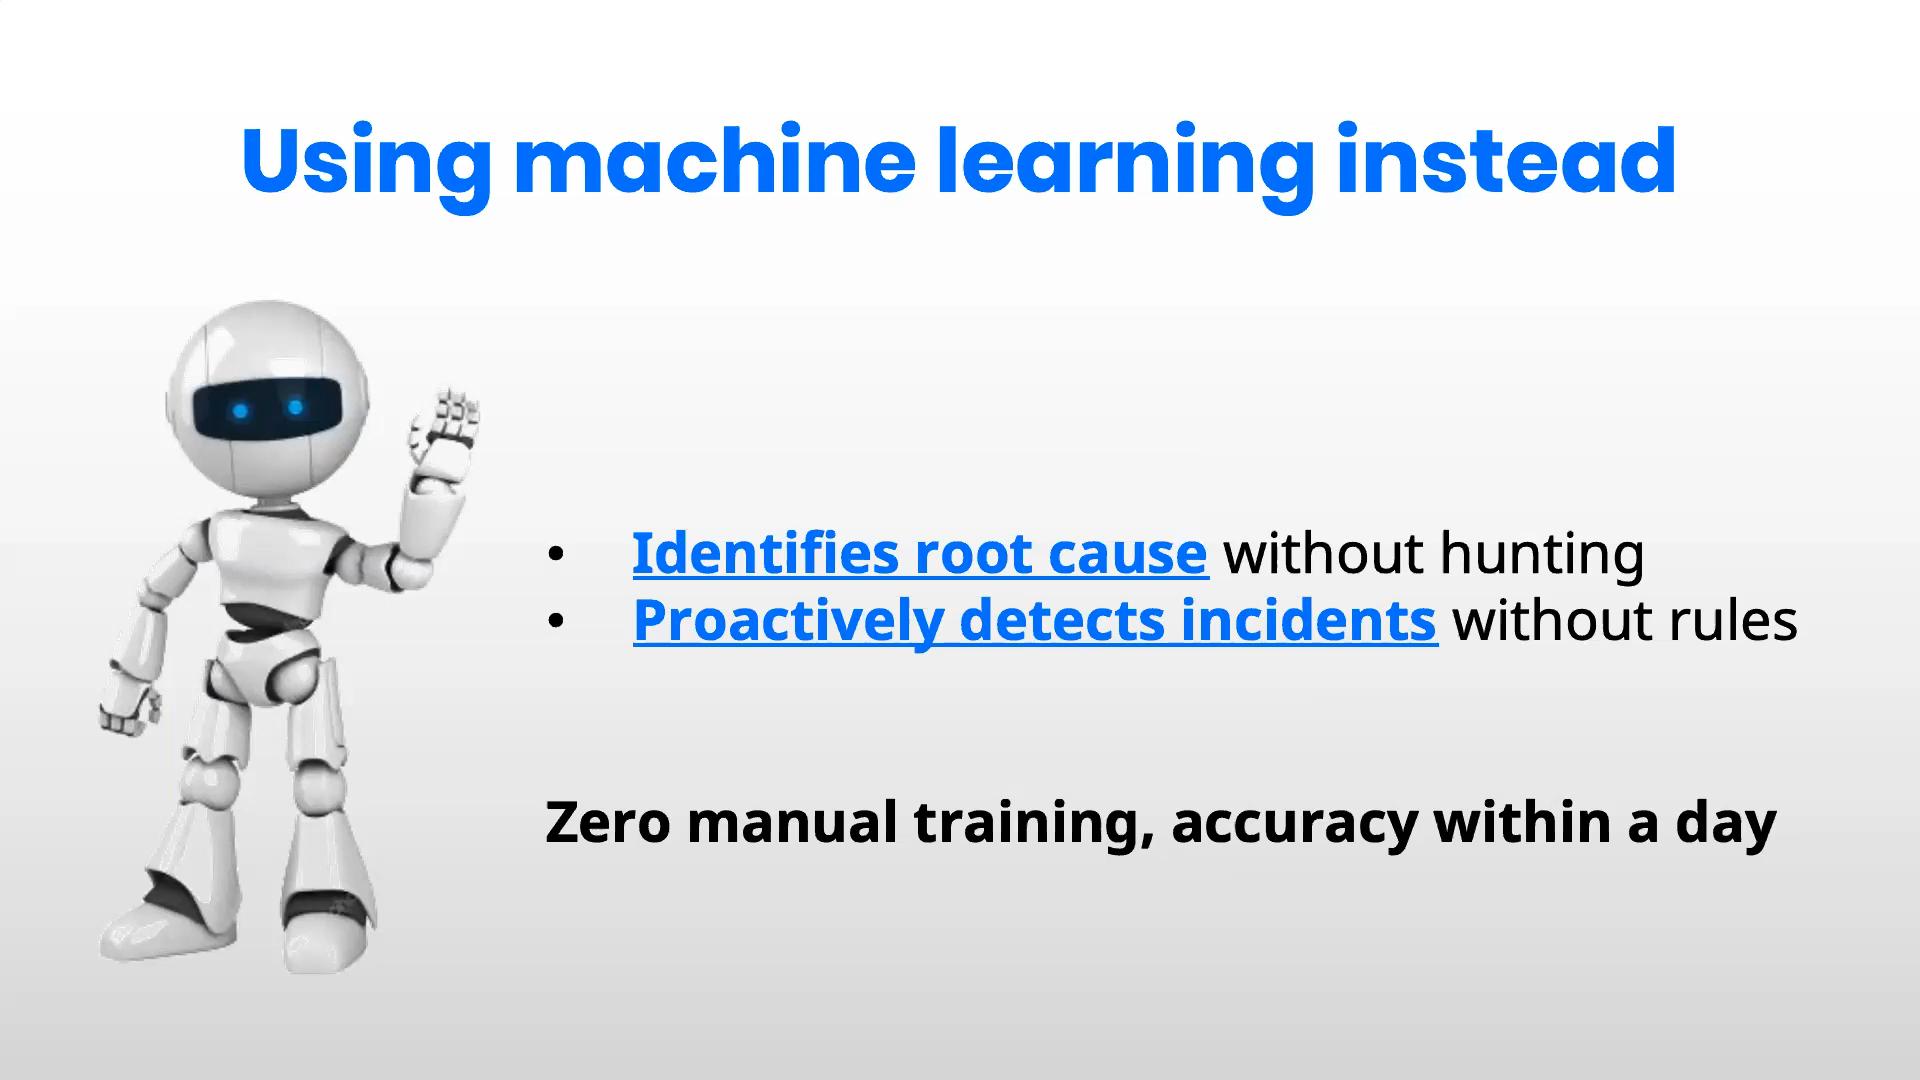 Using machine learning instead
• Identifies root cause without hunting
• Proactively detects incidents without rules
Zero manual training, accuracy within a day